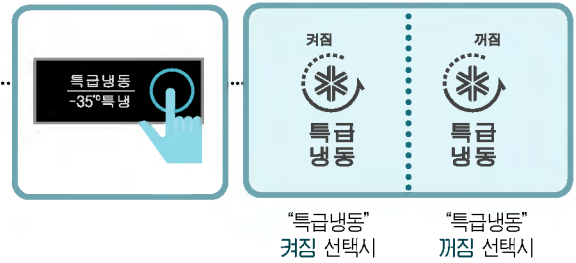 특급냉동
-35℃특냉
켜짐
특급
냉동
꺼짐
특급
냉동
“특급냉동”
켜짐 선택시
“특급냉동”
꺼짐 선택시